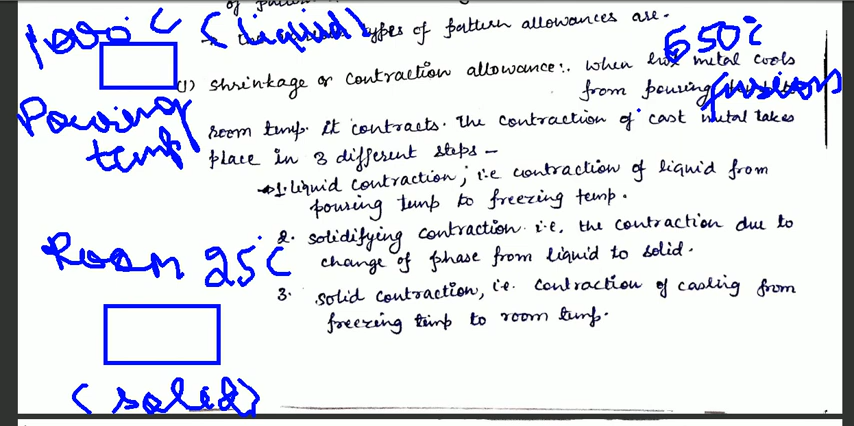 types of pattern allowances are.
1000°C (liquid)
650°C
fusion
(1) shrinkage or contraction allowance:. when hot metal cools
from pouring
Pouring temp
room temp. it contracts. the contraction of cast metal takes
place in 3 different steps –
→1. liquid contraction, i.e contraction of liquid from
pouring temp to freezing temp.
2. solidifying contraction i.e. the contraction due to
change of phase from liquid to solid.
Room 25°C
3. solid contraction, i.e. contraction of casting from
freezing temp to room temp.
(solid)